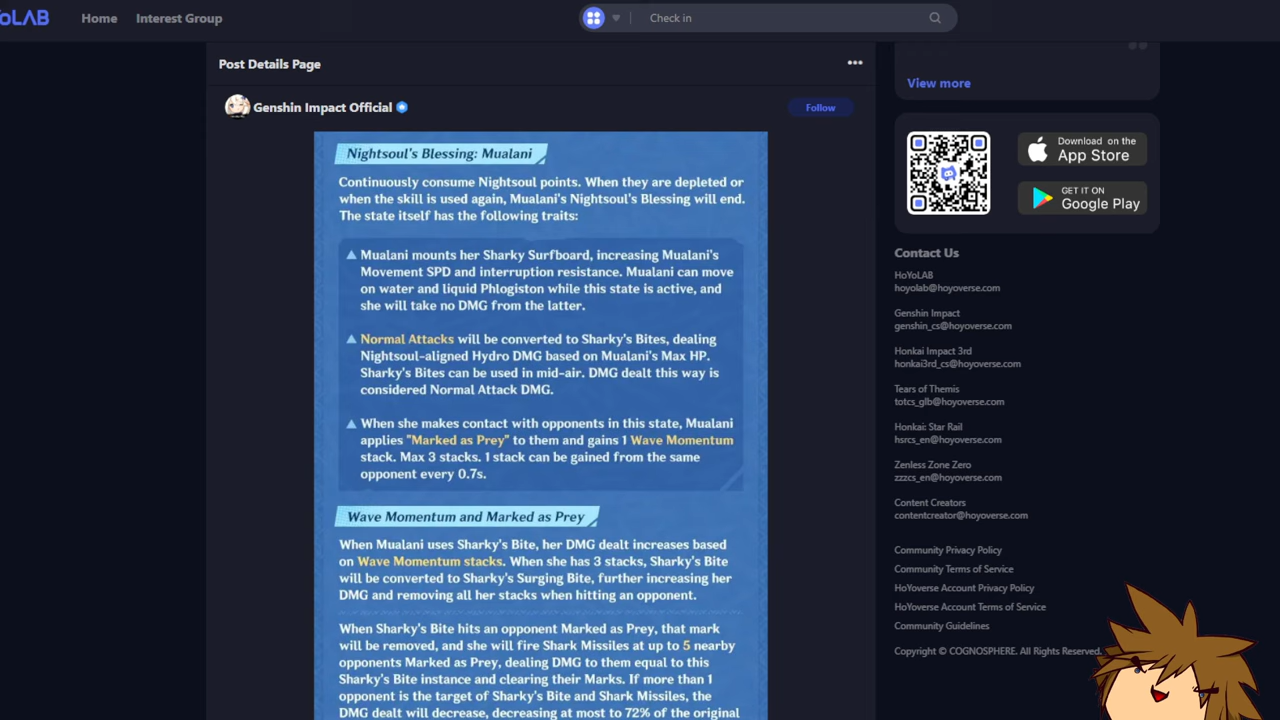 oLAB
Home
Interest Group
Check in
Post Details Page
Genshin Impact Official
Follow
Nightsoul's Blessing: Mualani
Continuously consume Nightsoul points. When they are depleted or
when the skill is used again, Mualani's Nightsoul's Blessing will end.
The state itself has the following traits:
Mualani mounts her Sharky Surfboard, increasing Mualani's
Movement SPD and interruption resistance. Mualani can move
on water and liquid Phlogiston while this state is active, and
she will take no DMG from the latter.
Normal Attacks will be converted to Sharky's Bites, dealing
Nightsoul-aligned Hydro DMG based on Mualani's Max HP.
Sharky's Bites can be used in mid-air. DMG dealt this way is
considered Normal Attack DMG.
When she makes contact with opponents in this state, Mualani
applies "Marked as Prey" to them and gains 1 Wave Momentum
stack. Max 3 stacks. 1 stack can be gained from the same
opponent every 0.7s.
Wave Momentum and Marked as Prey
When Mualani uses Sharky's Bite, her DMG dealt increases based
on Wave Momentum stacks. When she has 3 stacks, Sharky's Bite
will be converted to Sharky's Surging Bite, further increasing her
DMG and removing all her stacks when hitting an opponent.
When Sharky's Bite hits an opponent Marked as Prey, that mark
will be removed, and she will fire Shark Missiles at up to 5 nearby
opponents Marked as Prey, dealing DMG to them equal to this
Sharky's Bite instance and clearing their Marks. If more than 1
opponent is the target of Sharky's Bite and Shark Missiles, the
DMG dealt will decrease, decreasing at most to 72% of the original
View more
Download on the
App Store
GET IT ON
Google Play
Contact Us
HoYoLAB
hoyolab@hoyoverse.com
Genshin Impact
genshin_cs@hoyoverse.com
Honkai Impact 3rd
honkai3rd_cs@hoyoverse.com
Tears of Themis
totcs_glb@hoyoverse.com
Honkai: Star Rail
hsrcs_en@hoyoverse.com
Zenless Zone Zero
zzzcs_en@hoyoverse.com
Content Creators
contentcreator@hoyoverse.com
Community Privacy Policy
Community Terms of Service
HoYoverse Account Privacy Policy
HoYoverse Account Terms of Service
Community Guidelines
Copyright © COGNOSPHERE. All Rights Reserved.